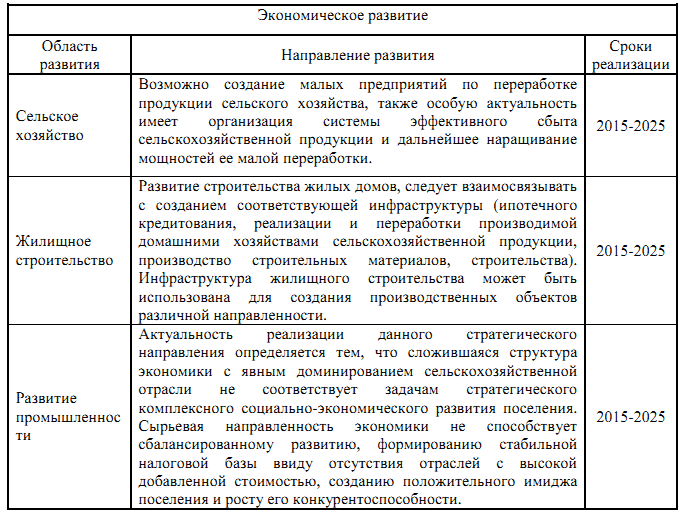 Экономическое развитие
Область развития
Направление развития
Сроки реализации
Сельское хозяйство
Возможно создание малых предприятий по переработке
продукции сельского хозяйства, также особую актуальность
имеет организация системы эффективного сбыта
сельскохозяйственной продукции и дальнейшее наращивание
мощностей ее малой переработки.
2015-2025
Жилищное строительство
Развитие строительства жилых домов, следует взаимосвязывать
с созданием соответствующей инфраструктуры (ипотечного
кредитования, реализации и переработки производимой
домашними хозяйствами сельскохозяйственной продукции,
производство строительных материалов, строительства).
Инфраструктура жилищного строительства может быть
использована для создания производственных объектов
различной направленности.
2015-2025
Развитие
промышленнос
ти
Актуальность реализации данного стратегического
направления определяется тем, что сложившаяся структура
экономики с явным доминированием сельскохозяйственной
отрасли не соответствует задачам стратегического
комплексного социально-экономического развития поселения.
Сырьевая направленность экономики не способствует
сбалансированному развитию, формированию стабильной
налоговой базы ввиду отсутствия отраслей с высокой
добавленной стоимостью, созданию положительного имиджа
поселения и росту его конкурентоспособности.
2015-2025